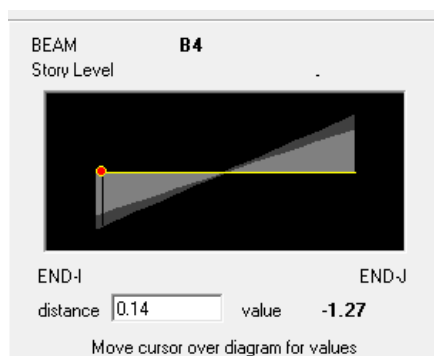 BEAM B4
Story Level .
END-I END-J
distance 0.14 value -1.27
Move cursor over diagram for values